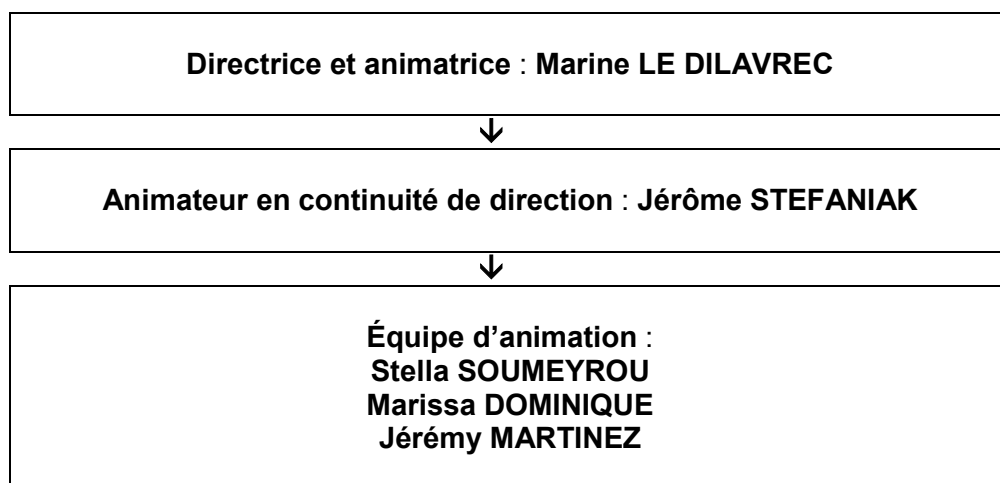 Directrice et animatrice : Marine LE DILAVREC
Animateur en continuité de direction : Jérôme STEFANIAK
Équipe d’animation :
Stella SOUMEYROU
Marissa DOMINIQUE
Jérémy MARTINEZ